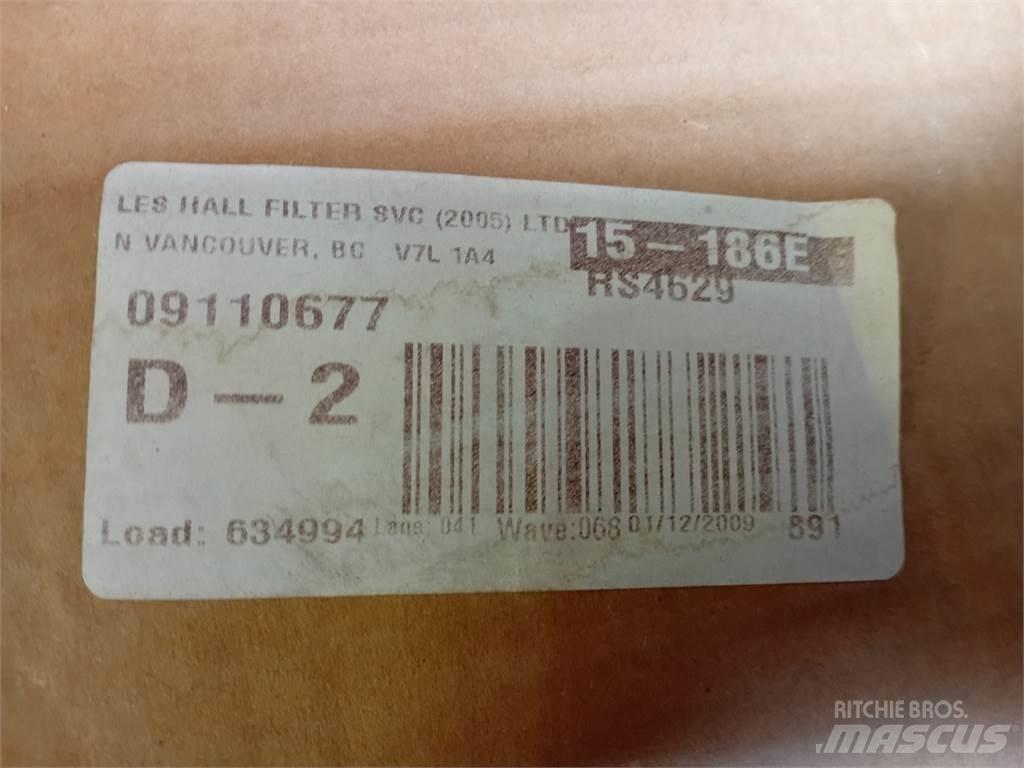 LES HALL FILTER SVC (2005) LTD
N VANCOUVER, BC V7L 1A4
15-186E
RS4629
09110677
D-2
Load: 634994 Lane: 041 Wave:068 01/12/2009 891
RITCHIE BROS.
MASCUS